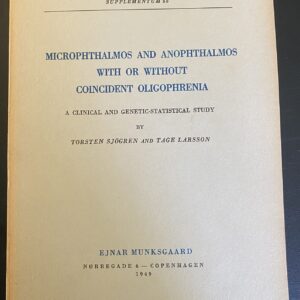 SUPPLEMENTUM 56
MICROPHTHALMOS AND ANOPHTHALMOS
WITH OR WITHOUT
COINCIDENT OLIGOPHRENIA
A CLINICAL AND GENETIC-STATISTICAL STUDY
BY
TORSTEN SJÖGREN AND TAGE LARSSON
EJNAR MUNKSGAARD
NØRREGADE 6 – COPENHAGEN
1949